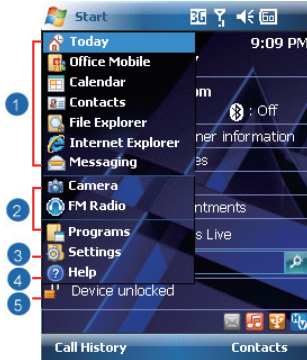 Start
3G
Today
9:09 PM
Office Mobile
Calendar
om
Contacts
: Off
File Explorer
ner information
Internet Explorer
es
Messaging
1
Camera
FM Radio
ntments
2
Programs
s Live
Settings
3
Help
4
Device unlocked
5
Call History
Contacts